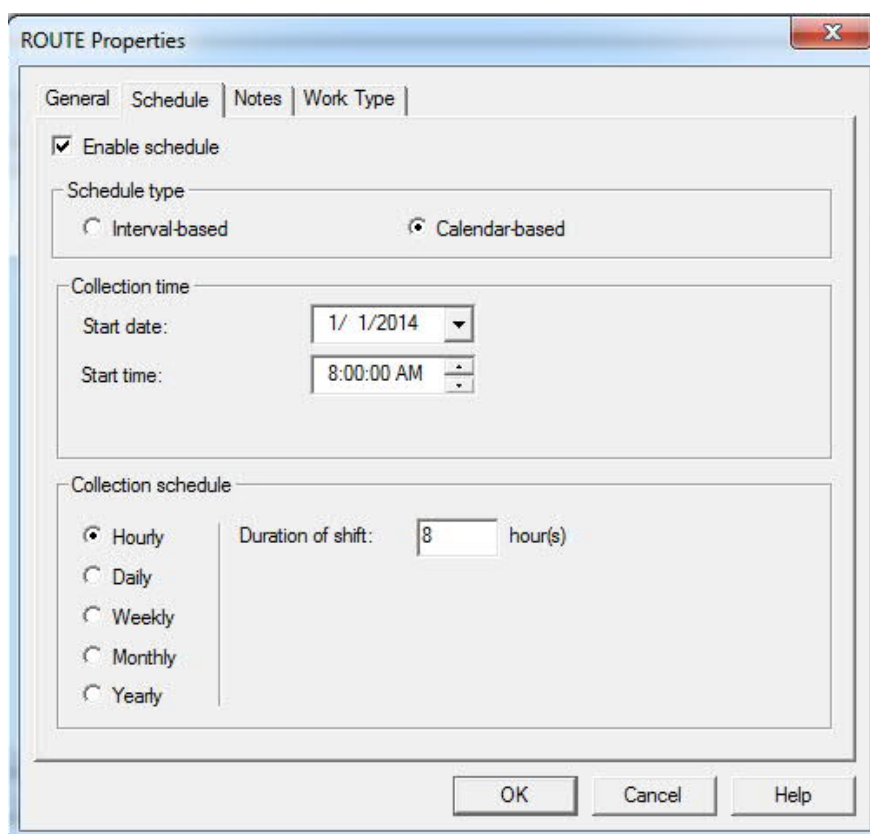 ROUTE Properties
General Schedule Notes Work Type
Enable schedule
Schedule type
Interval-based Calendar-based
Collection time
Start date: 1/ 1/2014
Start time: 8:00:00 AM
Collection schedule
Hourly Duration of shift: 8 hour(s)
Daily
Weekly
Monthly
Yearly
OK Cancel Help